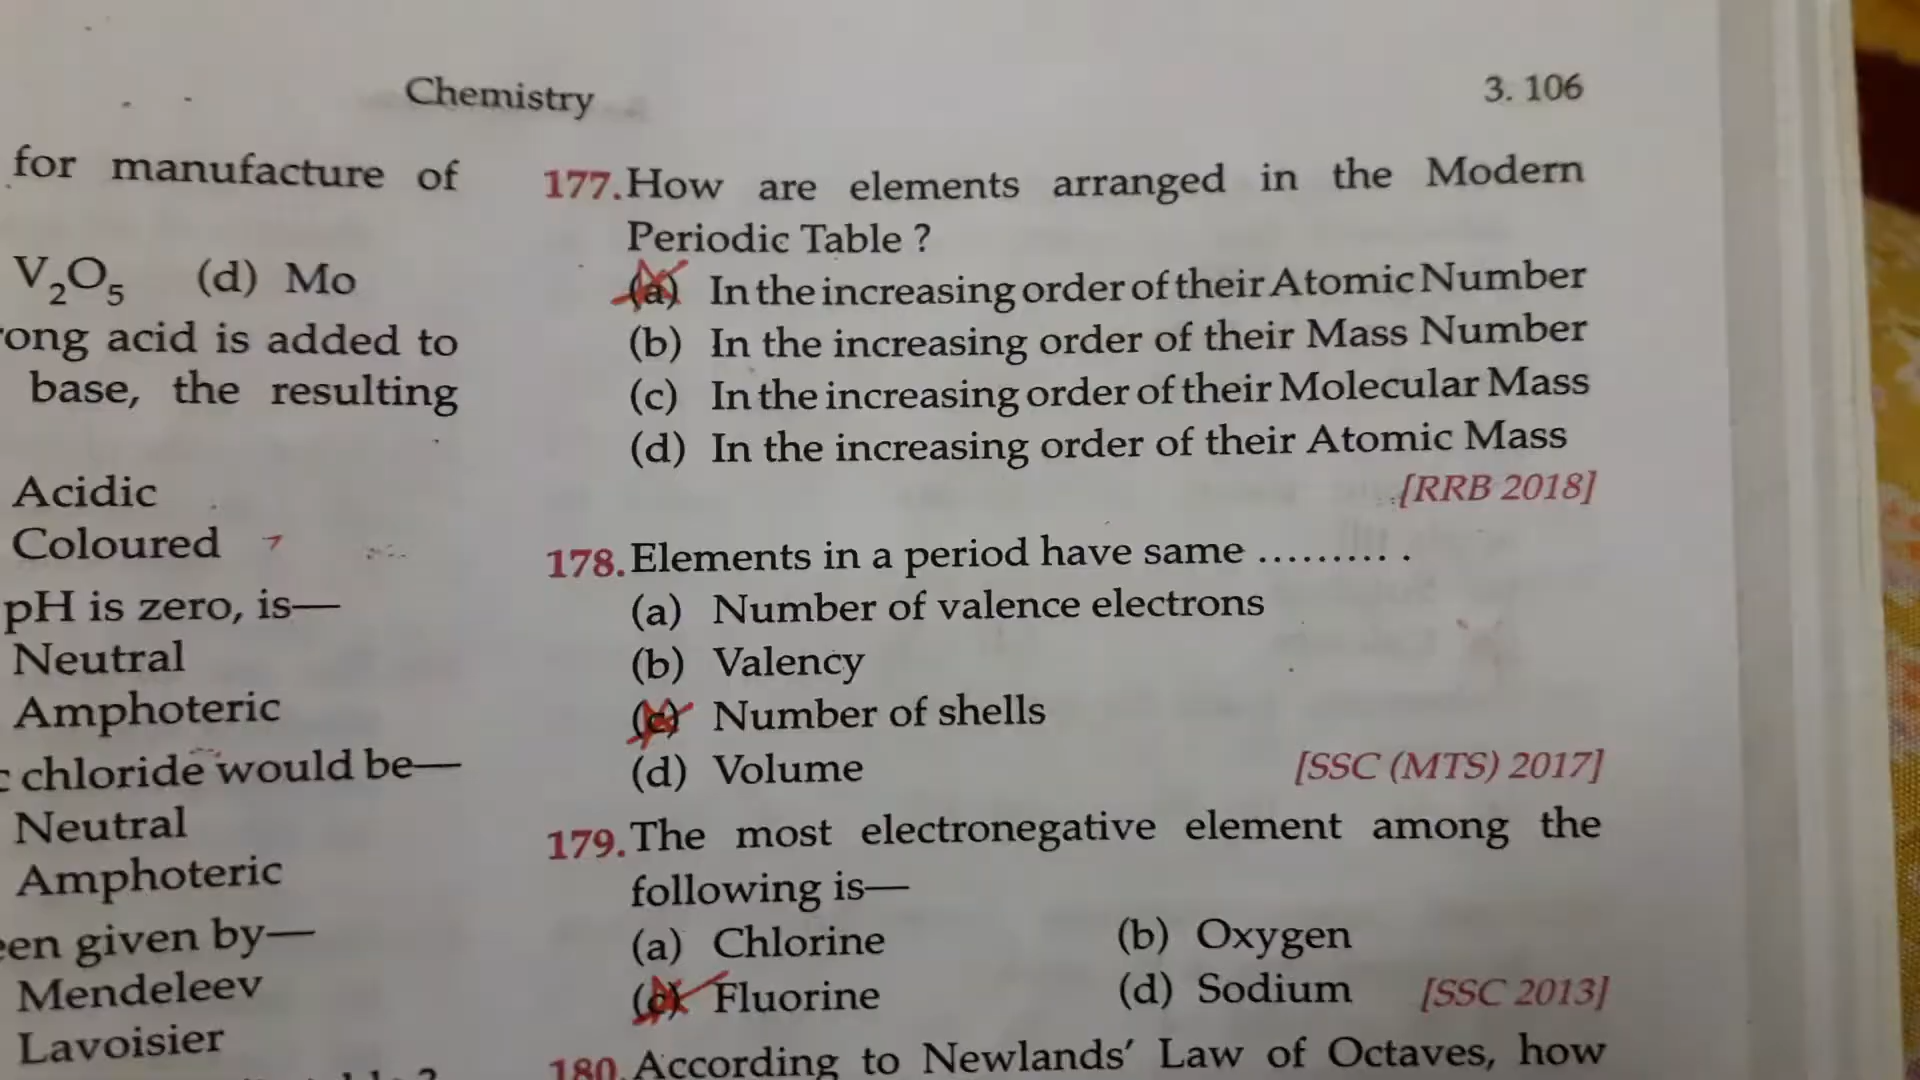 Chemistry
3. 106
for manufacture of
V₂O₅ (d) Mo
ong acid is added to
base, the resulting
Acidic
Coloured
pH is zero, is—
Neutral
Amphoteric
chloride would be—
Neutral
Amphoteric
een given by—
Mendeleev
Lavoisier
177. How are elements arranged in the Modern
Periodic Table ?
(a) In the increasing order of their Atomic Number
(b) In the increasing order of their Mass Number
(c) In the increasing order of their Molecular Mass
(d) In the increasing order of their Atomic Mass
[RRB 2018]
178. Elements in a period have same .......... .
(a) Number of valence electrons
(b) Valency
(c) Number of shells
(d) Volume [SSC (MTS) 2017]
179. The most electronegative element among the
following is—
(a) Chlorine (b) Oxygen
(c) Fluorine (d) Sodium [SSC 2013]
180. According to Newlands' Law of Octaves, how